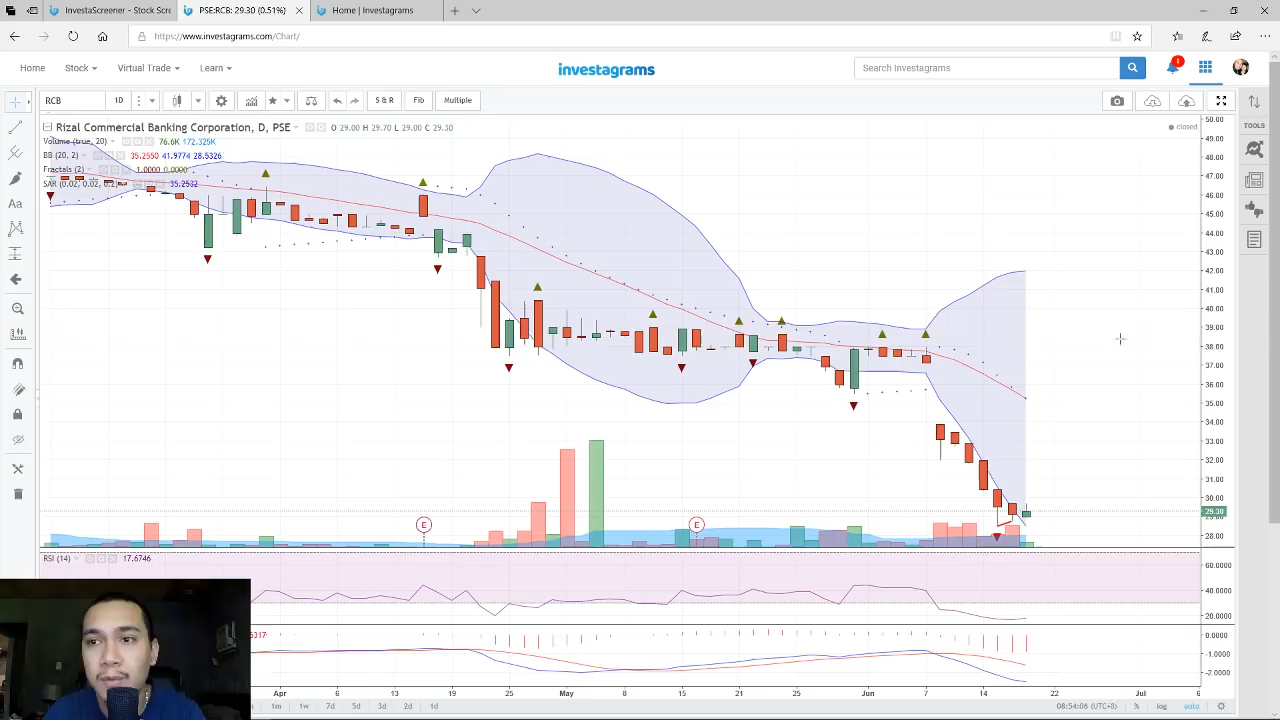 InvestaScreener - Stock Scr
PSE:RCB: 29.30 (0.51%)
Home | Investagrams
https://www.investagrams.com/Chart/
Home
Stock
Virtual Trade
Learn
investagrams
Search Investagrams
1
RCB
1D
S & R
Fib
Multiple
Rizal Commercial Banking Corporation, D, PSE
O 29.00 H 29.70 L 29.00 C 29.30
closed
TOOLS
Volume (true, 20)
76.6K 172.325K
BB (20, 2)
35.2550 41.9774 28.5326
Fractals (2)
1.0000 0.0000
SAR (0.02, 0.02, 0.2)
35.2532
50.00
49.00
48.00
47.00
46.00
45.00
44.00
43.00
42.00
41.00
40.00
39.00
38.00
37.00
36.00
35.00
34.00
33.00
32.00
31.00
30.00
29.30
28.00
E
E
RSI (14)
17.6746
60.0000
40.0000
20.0000
6317
0.0000
-1.0000
-2.0000
Apr
6
13
19
25
May
8
15
21
25
Jun
7
14
22
Jul
6
Aa
1m
1w
7d
5d
3d
2d
1d
08:54:06 (UTC+8)
%
log
auto